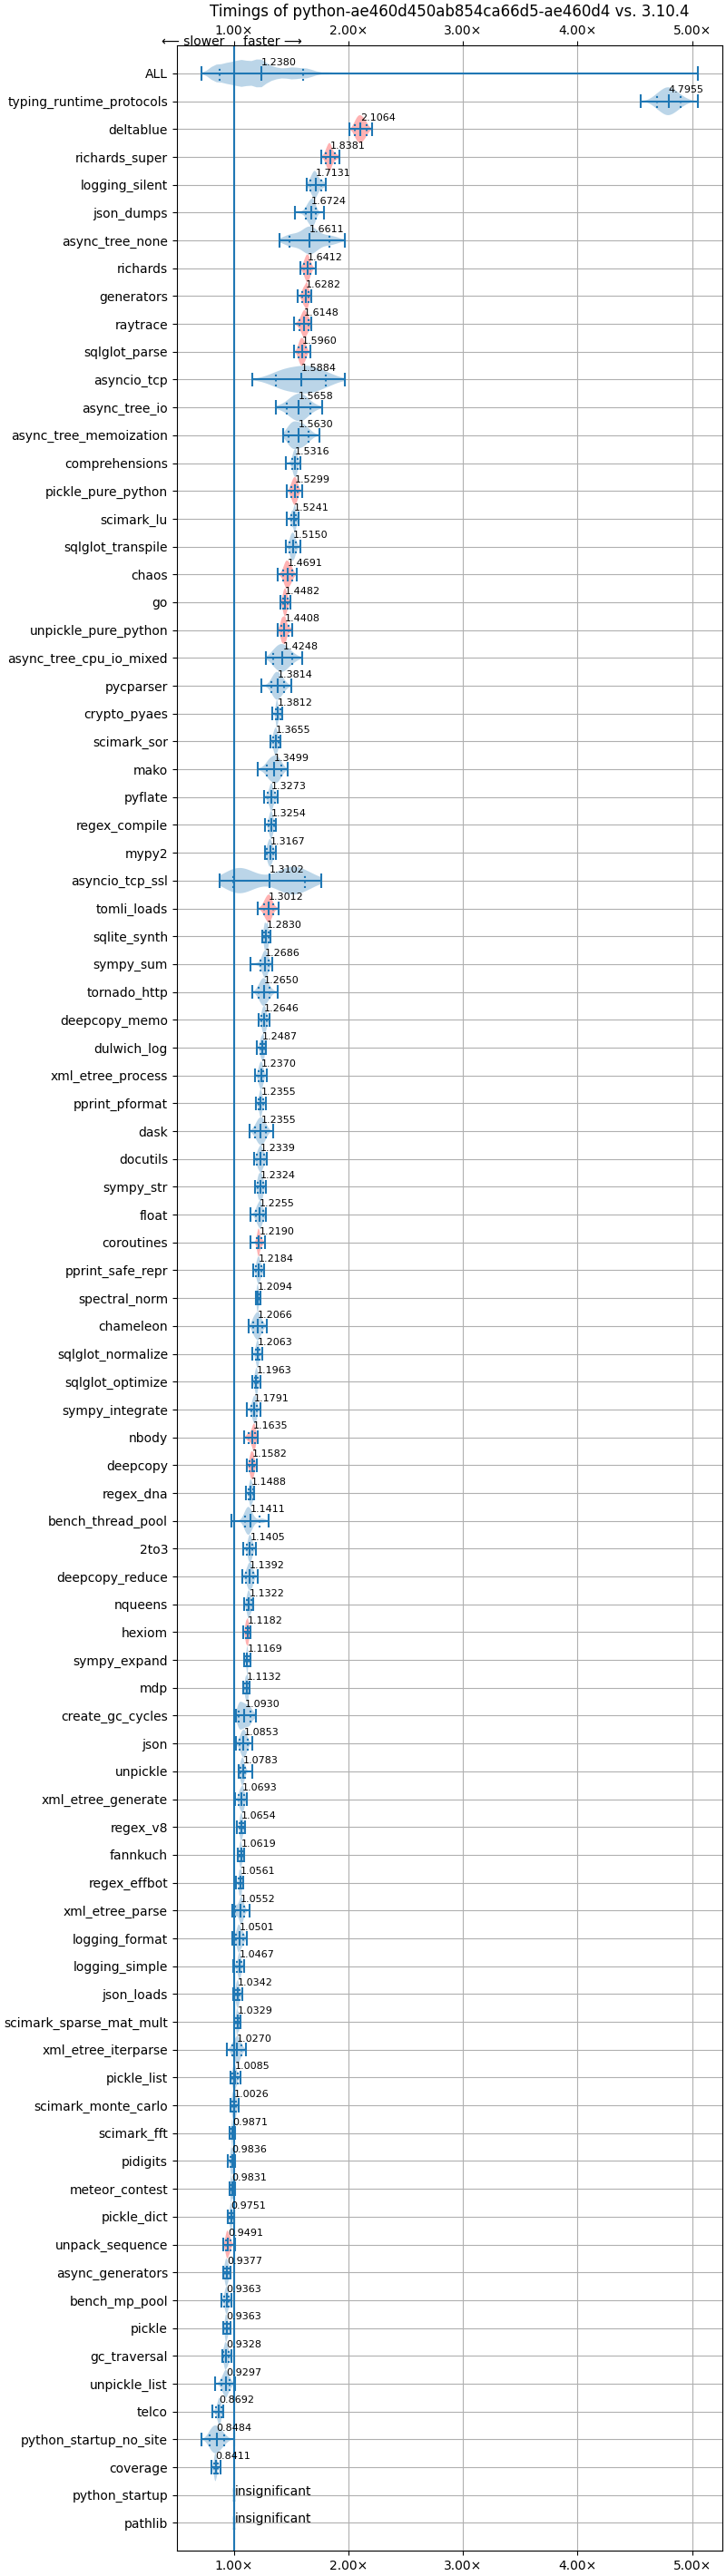 Timings of python-ae460d450ab854ca66d5-ae460d4 vs. 3.10.4
1.00× 2.00× 3.00× 4.00× 5.00×
⟵ slower faster ⟶
ALL 1.2380
typing_runtime_protocols 4.7955
deltablue 2.1064
richards_super 1.8381
logging_silent 1.7131
json_dumps 1.6724
async_tree_none 1.6611
richards 1.6412
generators 1.6282
raytrace 1.6148
sqlglot_parse 1.5960
asyncio_tcp 1.5884
async_tree_io 1.5658
async_tree_memoization 1.5630
comprehensions 1.5316
pickle_pure_python 1.5299
scimark_lu 1.5241
sqlglot_transpile 1.5150
chaos 1.4691
go 1.4482
unpickle_pure_python 1.4408
async_tree_cpu_io_mixed 1.4248
pycparser 1.3814
crypto_pyaes 1.3812
scimark_sor 1.3655
mako 1.3499
pyflate 1.3273
regex_compile 1.3254
mypy2 1.3167
asyncio_tcp_ssl 1.3102
tomli_loads 1.3012
sqlite_synth 1.2830
sympy_sum 1.2686
tornado_http 1.2650
deepcopy_memo 1.2646
dulwich_log 1.2487
xml_etree_process 1.2370
pprint_pformat 1.2355
dask 1.2355
docutils 1.2339
sympy_str 1.2324
float 1.2255
coroutines 1.2190
pprint_safe_repr 1.2184
spectral_norm 1.2094
chameleon 1.2066
sqlglot_normalize 1.2063
sqlglot_optimize 1.1963
sympy_integrate 1.1791
nbody 1.1635
deepcopy 1.1582
regex_dna 1.1488
bench_thread_pool 1.1411
2to3 1.1405
deepcopy_reduce 1.1392
nqueens 1.1322
hexiom 1.1182
sympy_expand 1.1169
mdp 1.1132
create_gc_cycles 1.0930
json 1.0853
unpickle 1.0783
xml_etree_generate 1.0693
regex_v8 1.0654
fannkuch 1.0619
regex_effbot 1.0561
xml_etree_parse 1.0552
logging_format 1.0501
logging_simple 1.0467
json_loads 1.0342
scimark_sparse_mat_mult 1.0329
xml_etree_iterparse 1.0270
pickle_list 1.0085
scimark_monte_carlo 1.0026
scimark_fft 0.9871
pidigits 0.9836
meteor_contest 0.9831
pickle_dict 0.9751
unpack_sequence 0.9491
async_generators 0.9377
bench_mp_pool 0.9363
pickle 0.9363
gc_traversal 0.9328
unpickle_list 0.9297
telco 0.8692
python_startup_no_site 0.8484
coverage 0.8411
python_startup insignificant
pathlib insignificant
1.00× 2.00× 3.00× 4.00× 5.00×